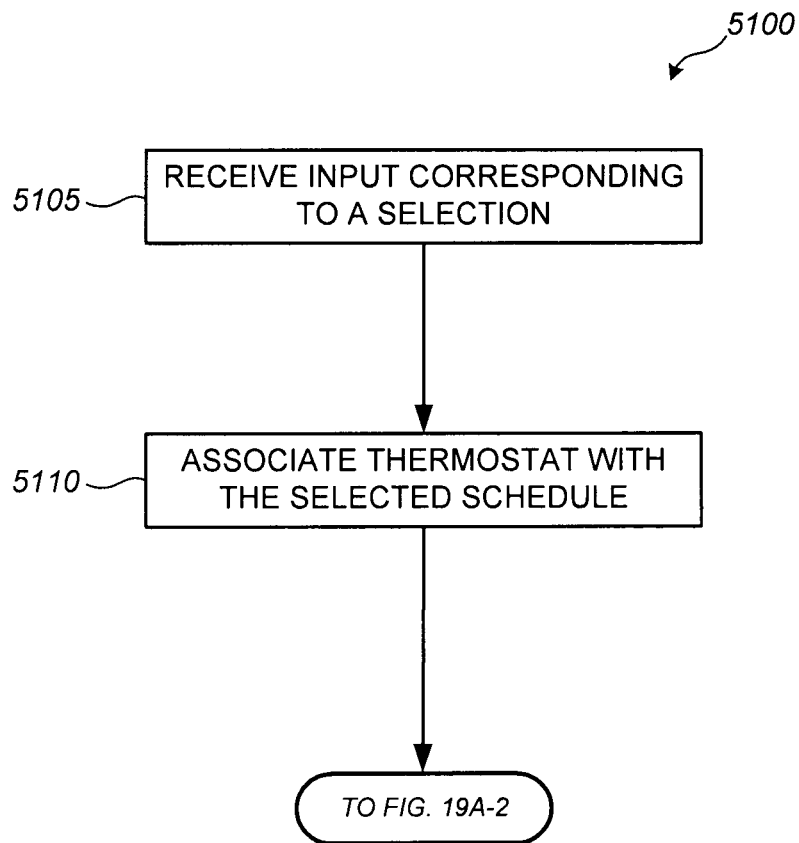 5100
RECEIVE INPUT CORRESPONDING
TO A SELECTION
5105
ASSOCIATE THERMOSTAT WITH
THE SELECTED SCHEDULE
5110
TO FIG. 19A-2